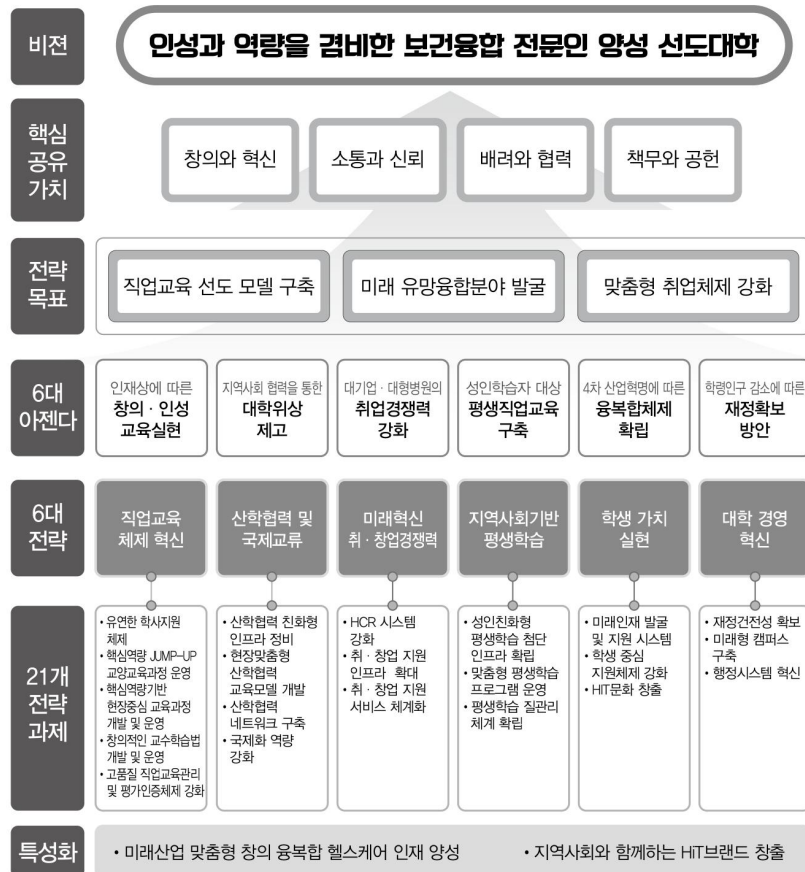 비젼
인성과 역량을 겸비한 보건융합 전문인 양성 선도대학
핵심
공유
가치
창의와 혁신
소통과 신뢰
배려와 협력
책무와 공헌
전략
목표
직업교육 선도 모델 구축
미래 유망융합분야 발굴
맞춤형 취업체제 강화
6대
아젠다
인재상에 따른
창의 · 인성
교육실현
지역사회 협력을 통한
대학위상
제고
대기업 · 대형병원의
취업경쟁력
강화
성인학습자 대상
평생직업교육
구축
4차 산업혁명에 따른
융복합체제
확립
학령인구 감소에 따른
재정확보
방안
6대
전략
직업교육
체제 혁신
산학협력 및
국제교류
미래혁신
취 · 창업경쟁력
지역사회기반
평생학습
학생 가치
실현
대학 경영
혁신
21개
전략
과제
• 유연한 학사지원
체제
• 핵심역량 JUMP-UP
교양교육과정 운영
• 핵심역량기반
현장중심 교육과정
개발 및 운영
• 창의적인 교수학습법
개발 및 운영
• 고품질 직업교육관리
및 평가인증체제 강화
• 산학협력 친화형
인프라 정비
• 현장맞춤형
산학협력
교육모델 개발
• 산학협력
네트워크 구축
• 국제화 역량
강화
• HCR 시스템
강화
• 취 · 창업 지원
인프라 확대
• 취 · 창업 지원
서비스 체계화
• 성인친화형
평생학습 첨단
인프라 확립
• 맞춤형 평생학습
프로그램 운영
• 평생학습 질관리
체계 확립
• 미래인재 발굴
및 지원 시스템
• 학생 중심
지원체제 강화
• HIT문화 창출
• 재정건전성 확보
• 미래형 캠퍼스
구축
• 행정시스템 혁신
특성화
• 미래산업 맞춤형 창의 융복합 헬스케어 인재 양성
• 지역사회와 함께하는 HiT브랜드 창출